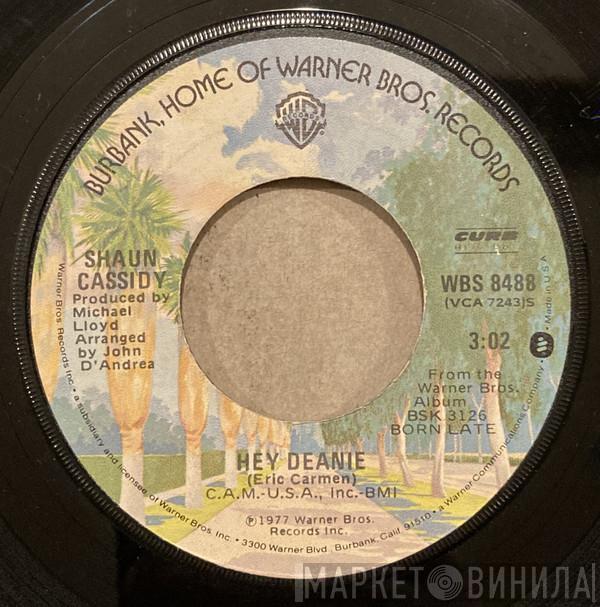 BURBANK, HOME OF WARNER BROS. RECORDS
RECORDS
SHAUN
CASSIDY
Produced by
Michael
Lloyd
Arranged
by John
D'Andrea
CURB
WBS 8488
(VCA 7243)S
3:02
From the
Warner Bros.
Album
BSK 3126
BORN LATE
HEY DEANIE
(Eric Carmen)
C.A.M.-U.S.A., Inc.-BMI
℗1977 Warner Bros.
Records Inc.
Warner Bros. Records Inc. • a subsidiary and licensee of Warner Bros. Inc. • 3300 Warner Blvd., Burbank, Calif. 91510 • a Warner Communications Company • Made in U.S.A.
МАРКЕТ ВИНИЛА